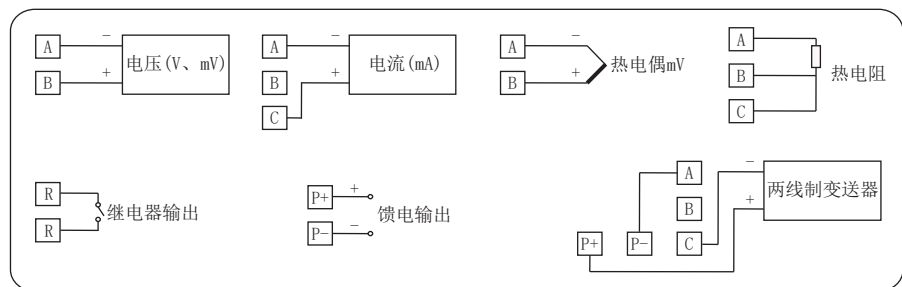 A − 电压(V、mV)
B +
A − 电流(mA)
B +
C
A − 热电偶mV
B +
A
B 热电阻
C
R
R 继电器输出
P+ +
馈电输出
P− −
A − 两线制变送器
B +
P+ P− C